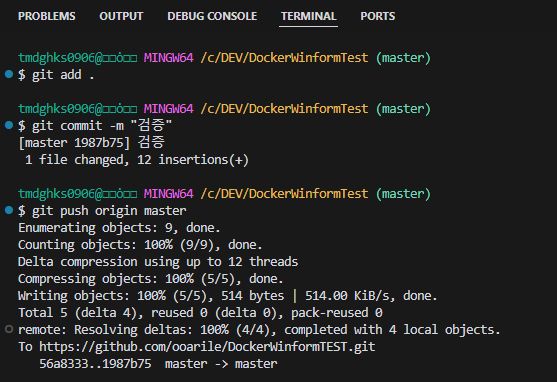 PROBLEMS OUTPUT DEBUG CONSOLE TERMINAL PORTS
tmdghks0906@□□ó□□ MINGW64 /c/DEV/DockerWinformTest (master)
$ git add .
tmdghks0906@□□ó□□ MINGW64 /c/DEV/DockerWinformTest (master)
$ git commit -m "검증"
[master 1987b75] 검증
1 file changed, 12 insertions(+)
tmdghks0906@□□ó□□ MINGW64 /c/DEV/DockerWinformTest (master)
$ git push origin master
Enumerating objects: 9, done.
Counting objects: 100% (9/9), done.
Delta compression using up to 12 threads
Compressing objects: 100% (5/5), done.
Writing objects: 100% (5/5), 514 bytes | 514.00 KiB/s, done.
Total 5 (delta 4), reused 0 (delta 0), pack-reused 0
remote: Resolving deltas: 100% (4/4), completed with 4 local objects.
To https://github.com/ooarile/DockerWinformTEST.git
56a8333..1987b75 master -> master